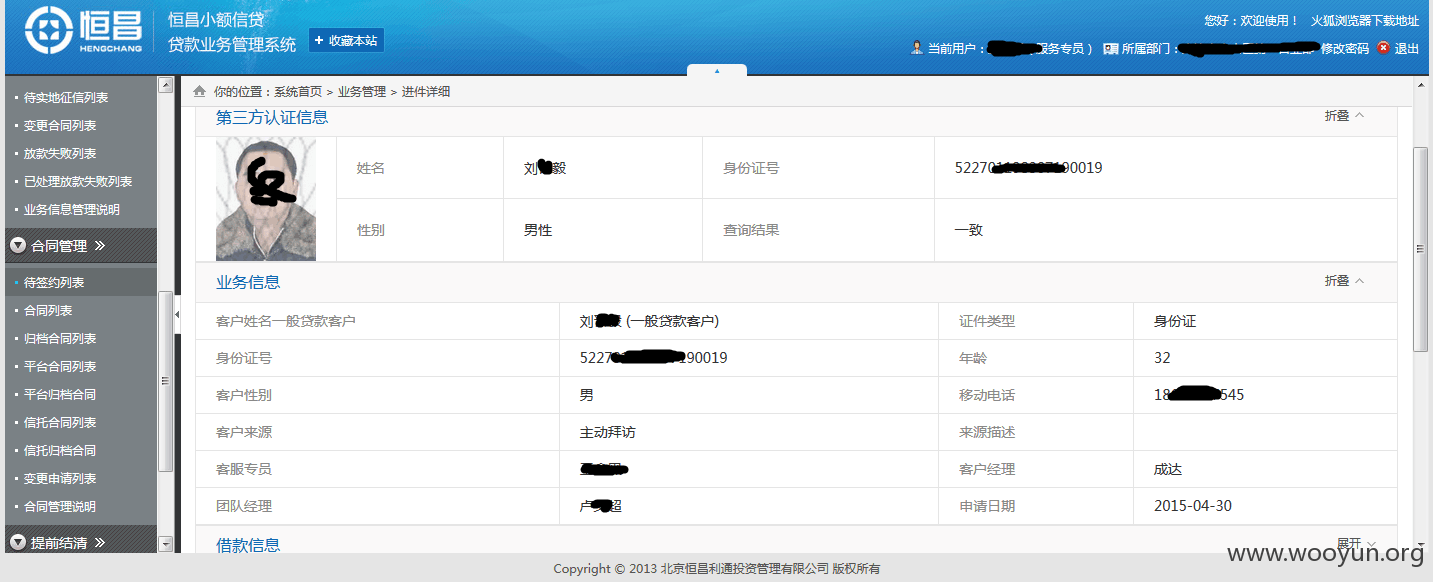 恒昌
HENGCHANG
恒昌小额信贷
贷款业务管理系统
+ 收藏本站
您好：欢迎使用！ 火狐浏览器下载地址
当前用户： 服务专员 ) 所属部门： 修改密码 退出
你的位置：系统首页 > 业务管理 > 进件详细
待实地征信列表
变更合同列表
放款失败列表
已处理放款失败列表
业务信息管理说明
合同管理 >>
待签约列表
合同列表
归档合同列表
平台合同列表
平台归档合同
信托合同列表
信托归档合同
变更申请列表
合同管理说明
提前结清 >>
第三方认证信息 折叠
姓名 刘 毅 身份证号 52270 90019
性别 男性 查询结果 一致
业务信息 折叠
客户姓名一般贷款客户 刘 (一般贷款客户) 证件类型 身份证
身份证号 5227 190019 年龄 32
客户性别 男 移动电话 18 545
客户来源 主动拜访 来源描述
客服专员 客户经理 成达
团队经理 卢 超 申请日期 2015-04-30
借款信息 展开
www.wooyun.org
Copyright © 2013 北京恒昌利通投资管理有限公司 版权所有